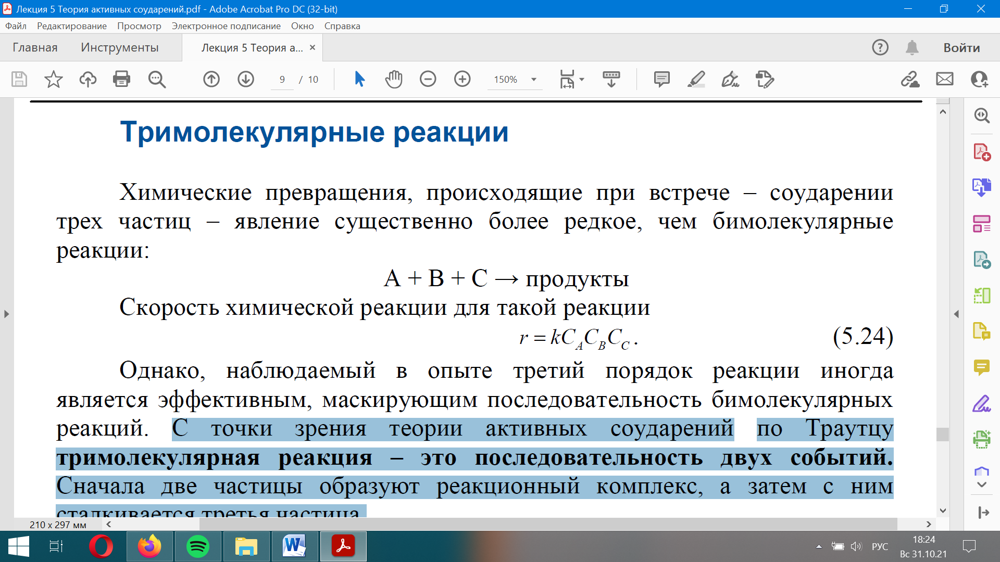 Лекция 5 Теория активных соударений.pdf - Adobe Acrobat Pro DC (32-bit)
Файл Редактирование Просмотр Электронное подписание Окно Справка
Главная Инструменты Лекция 5 Теория а... × Войти
9 / 10 150%
Тримолекулярные реакции
Химические превращения, происходящие при встрече – соударении
трех частиц – явление существенно более редкое, чем бимолекулярные
реакции:
A + B + C → продукты
Скорость химической реакции для такой реакции
r = kC_A C_B C_C . (5.24)
Однако, наблюдаемый в опыте третий порядок реакции иногда
является эффективным, маскирующим последовательность бимолекулярных
реакций. С точки зрения теории активных соударений по Траутцу
тримолекулярная реакция – это последовательность двух событий.
Сначала две частицы образуют реакционный комплекс, а затем с ним
сталкивается третья частица.
210 x 297 мм
18:24
РУС
Вс 31.10.21